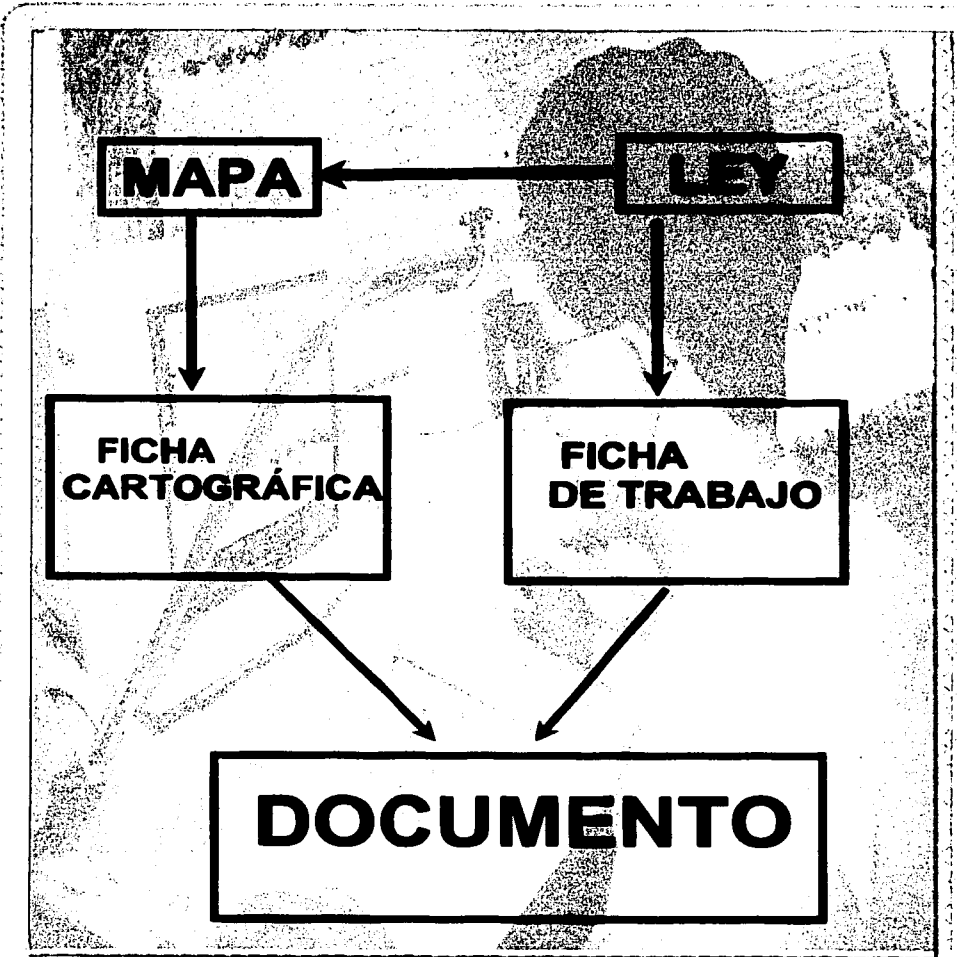 MAPA
LEY
FICHA
CARTOGRÁFICA
FICHA
DE TRABAJO
DOCUMENTO